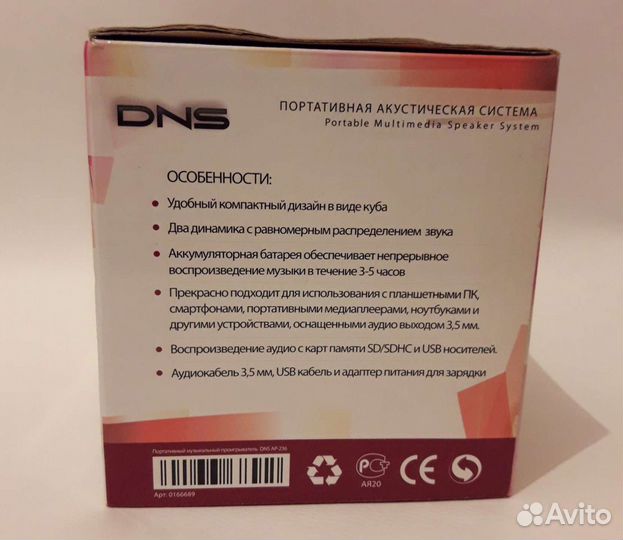 DNS
ПОРТАТИВНАЯ АКУСТИЧЕСКАЯ СИСТЕМА
Portable Multimedia Speaker System
ОСОБЕННОСТИ:
• Удобный компактный дизайн в виде куба
• Два динамика с равномерным распределением звука
• Аккумуляторная батарея обеспечивает непрерывное
воспроизведение музыки в течение 3-5 часов
• Прекрасно подходит для использования с планшетными ПК,
смартфонами, портативными медиаплеерами, ноутбуками и
другими устройствами, оснащенными аудио выходом 3,5 мм.
• Воспроизведение аудио с карт памяти SD/SDHC и USB носителей.
• Аудиокабель 3,5 мм, USB кабель и адаптер питания для зарядки
Портативный музыкальный проигрыватель DNS AP-236
Арт: 0166689
АЯ20
CE
Avito